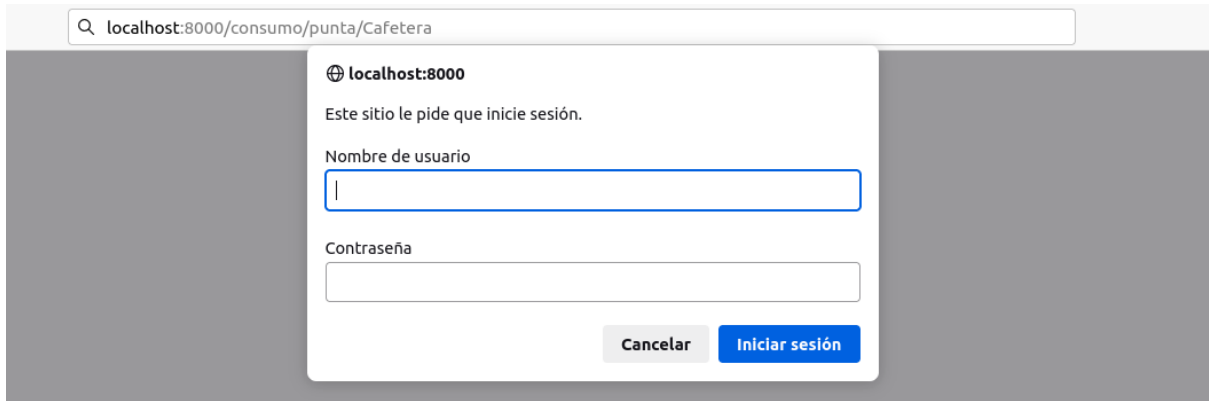 localhost:8000/consumo/punta/Cafetera
localhost:8000
Este sitio le pide que inicie sesión.
Nombre de usuario
Contraseña
Cancelar Iniciar sesión